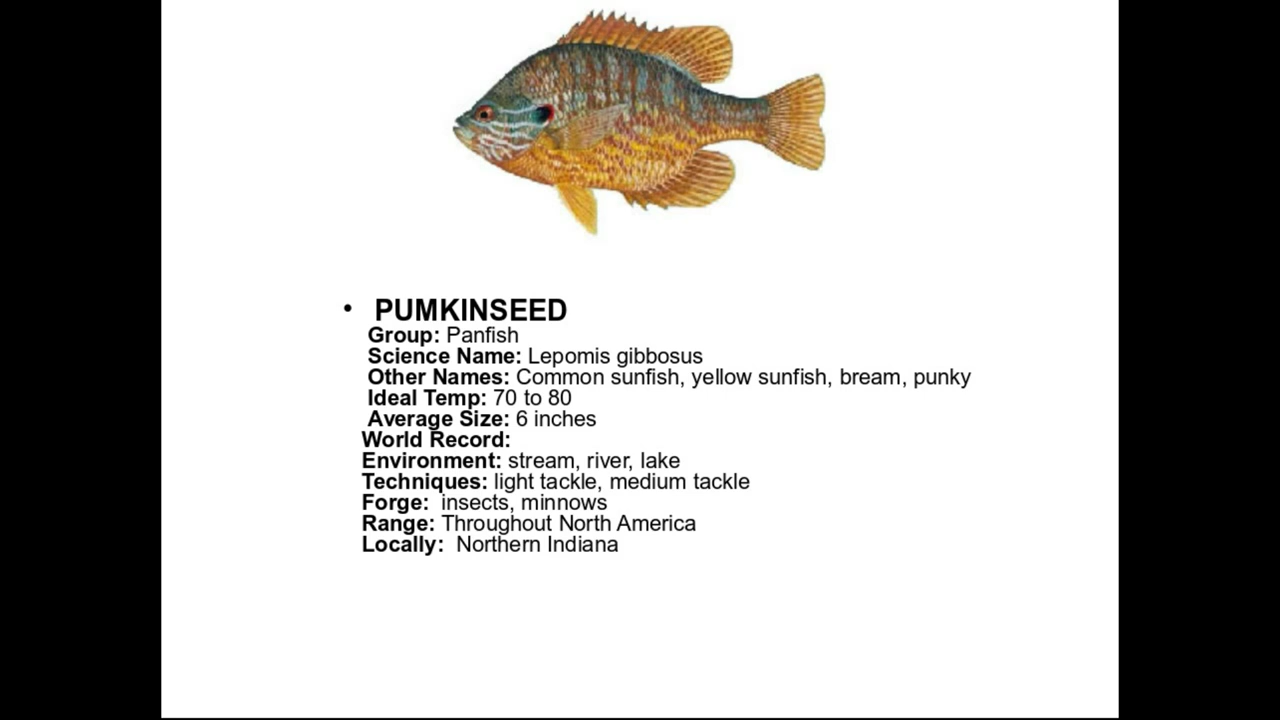 • PUMKINSEED
Group: Panfish
Science Name: Lepomis gibbosus
Other Names: Common sunfish, yellow sunfish, bream, punky
Ideal Temp: 70 to 80
Average Size: 6 inches
World Record:
Environment: stream, river, lake
Techniques: light tackle, medium tackle
Forge: insects, minnows
Range: Throughout North America
Locally: Northern Indiana